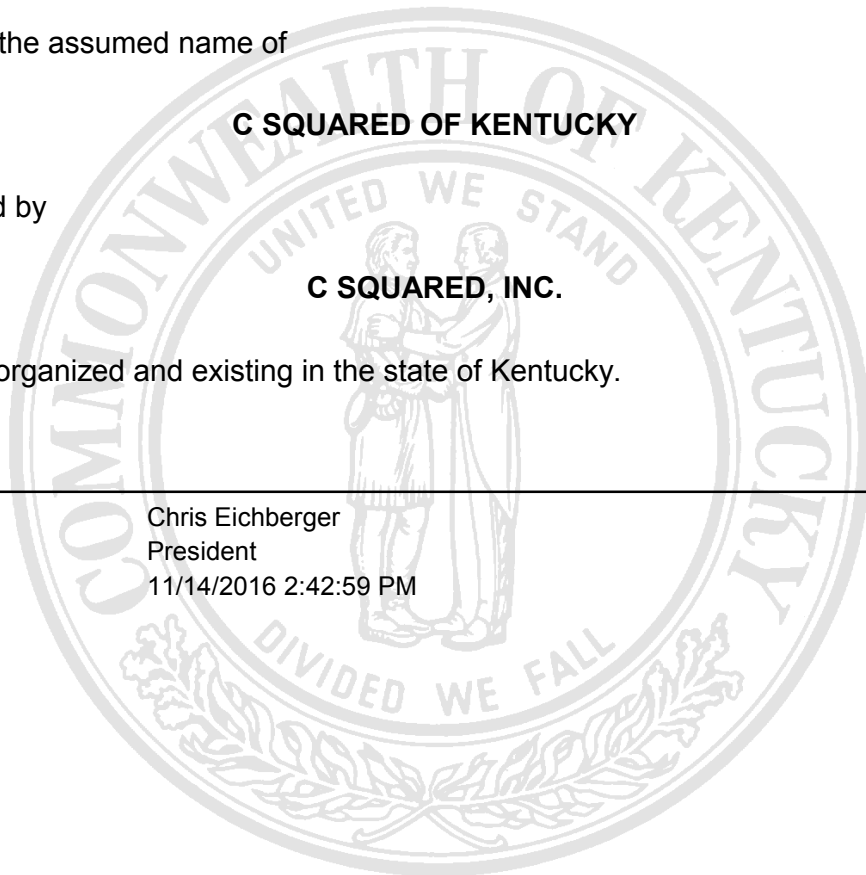 the assumed name of
C SQUARED OF KENTUCKY
d by
C SQUARED, INC.
organized and existing in the state of Kentucky.
Chris Eichberger
President
11/14/2016 2:42:59 PM
COMMONWEALTH OF KENTUCKY
UNITED WE STAND
DIVIDED WE FALL